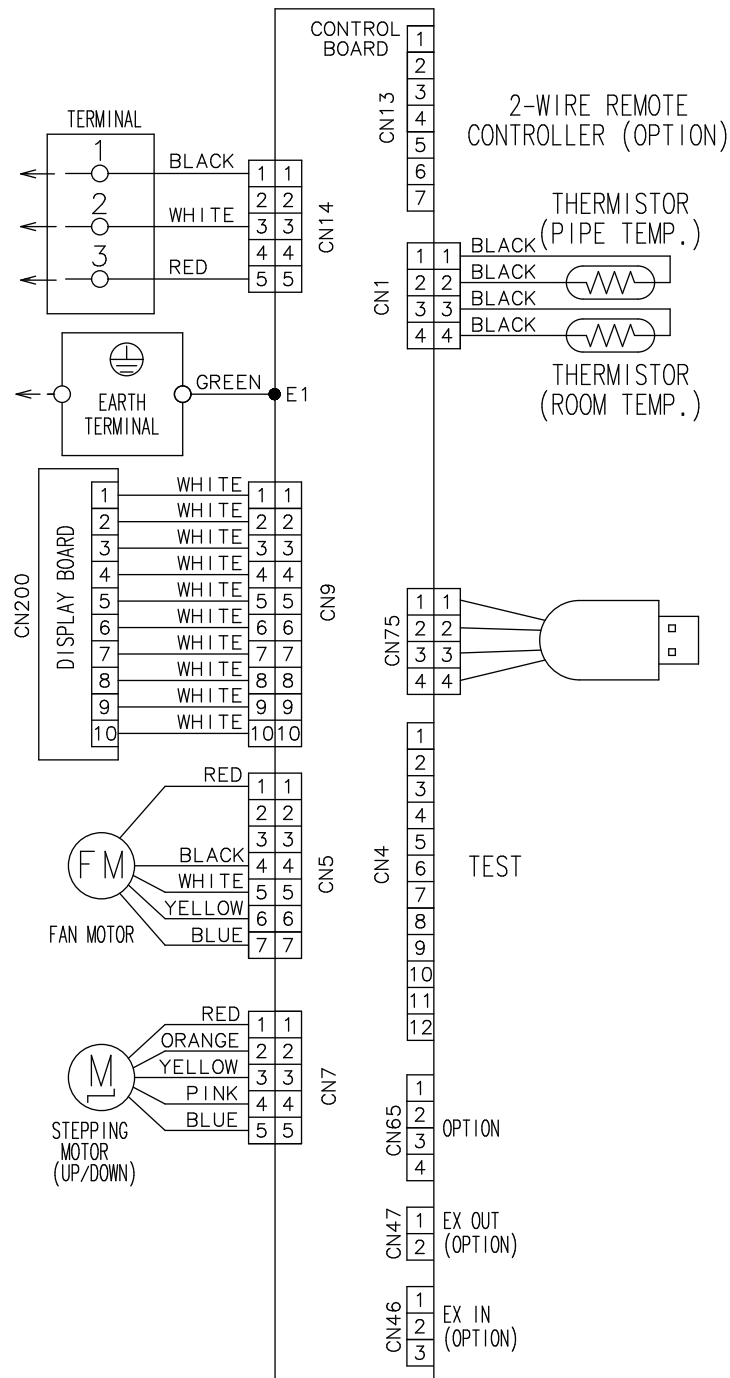 CONTROL
BOARD
CN13
1
2
3
4
5
6
7
2-WIRE REMOTE
CONTROLLER (OPTION)
TERMINAL
1
2
3
BLACK
WHITE
RED
1 1
2 2
3 3
4 4
5 5
CN14
THERMISTOR
(PIPE TEMP.)
CN1
1 1
2 2
3 3
4 4
BLACK
BLACK
BLACK
BLACK
THERMISTOR
(ROOM TEMP.)
EARTH
TERMINAL
GREEN
E1
CN200
DISPLAY BOARD
1
2
3
4
5
6
7
8
9
10
WHITE
WHITE
WHITE
WHITE
WHITE
WHITE
WHITE
WHITE
WHITE
WHITE
1 1
2 2
3 3
4 4
5 5
6 6
7 7
8 8
9 9
10 10
CN9
CN75
1 1
2 2
3 3
4 4
FM
FAN MOTOR
RED
BLACK
WHITE
YELLOW
BLUE
1 1
2 2
3 3
4 4
5 5
6 6
7 7
CN5
CN4
1
2
3
4
5
6
7
8
9
10
11
12
TEST
M
STEPPING
MOTOR
(UP/DOWN)
RED
ORANGE
YELLOW
PINK
BLUE
1 1
2 2
3 3
4 4
5 5
CN7
CN65
1
2
3
4
OPTION
CN47
1
2
EX OUT
(OPTION)
CN46
1
2
3
EX IN
(OPTION)